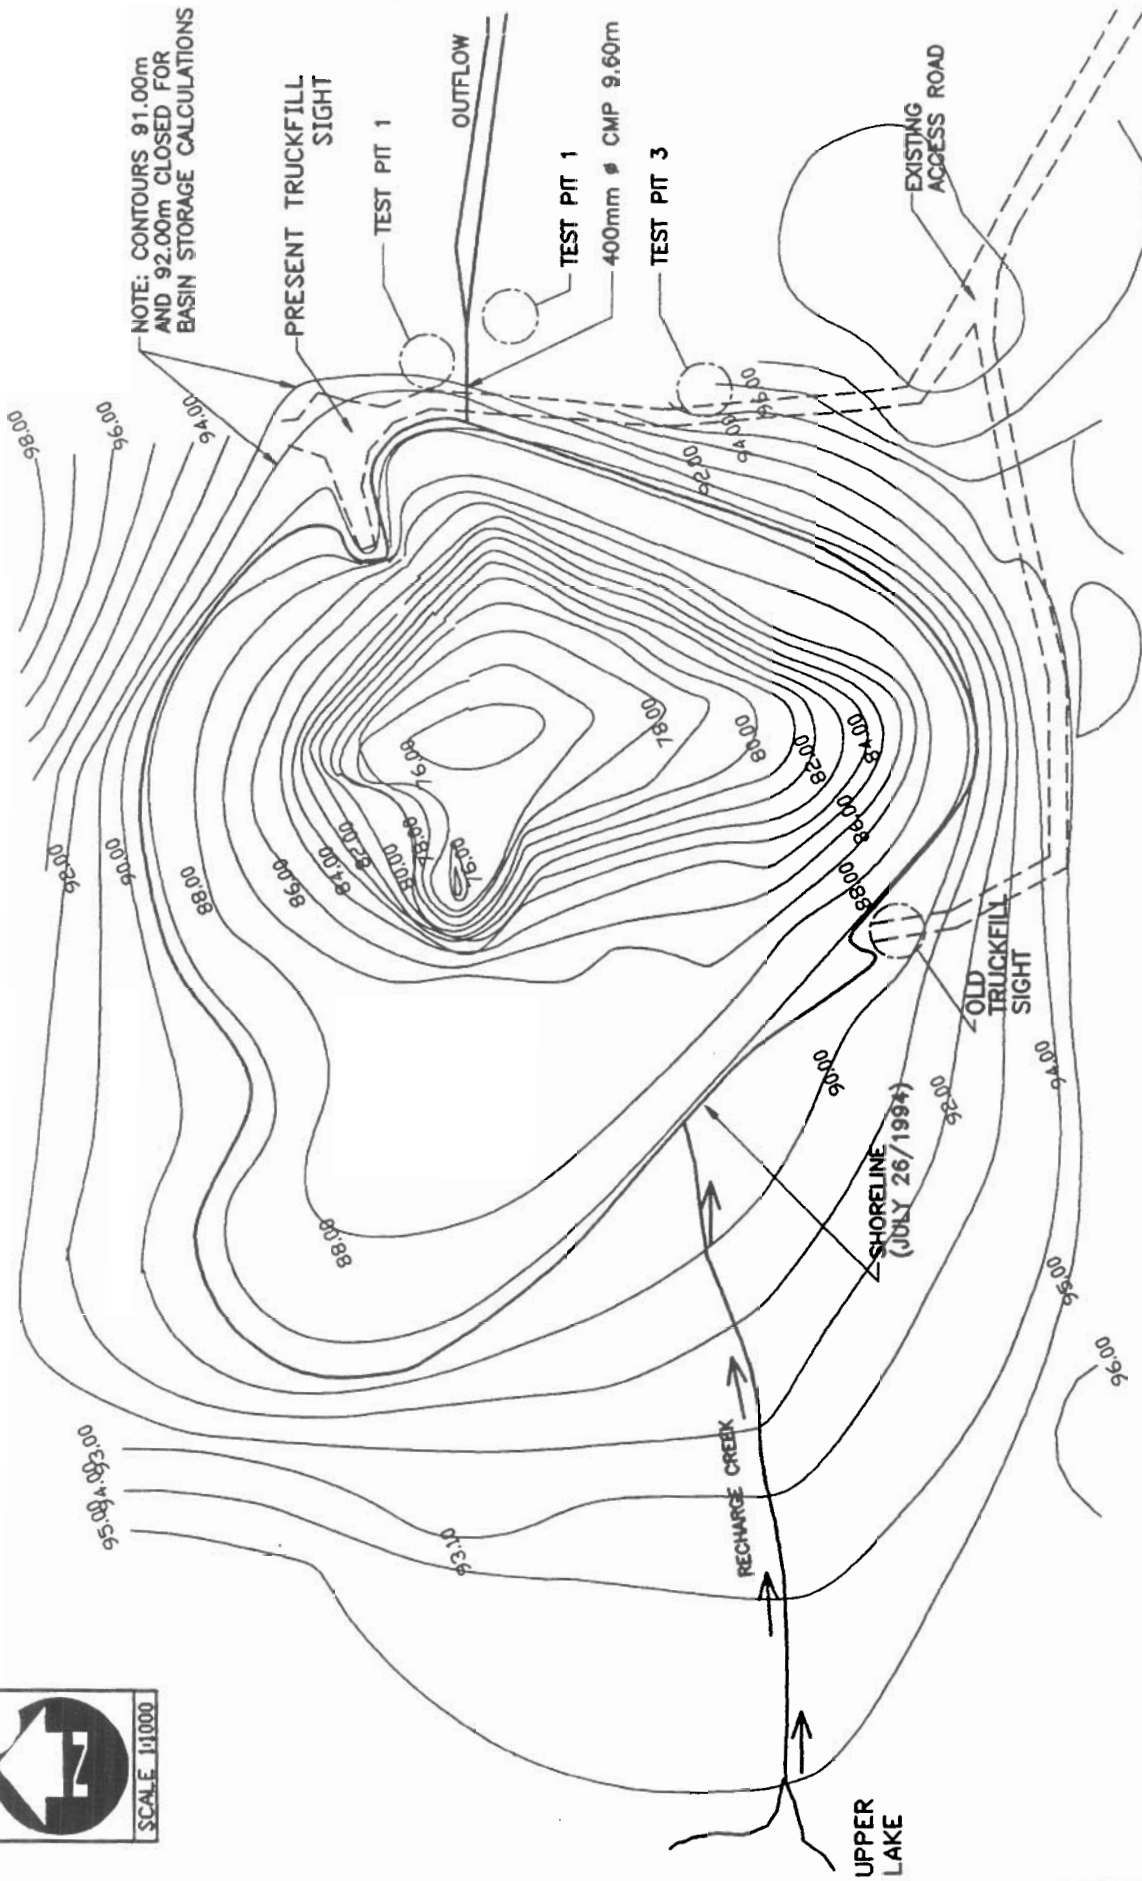 NOTE: CONTOURS 91.00m
AND 92.00m CLOSED FOR
BASIN STORAGE CALCULATIONS
PRESENT TRUCKFILL
SIGHT
TEST PIT 1
OUTFLOW
TEST PIT 1
400mm ø CMP 9.60m
TEST PIT 3
EXISTING
ACCESS ROAD
98.00
96.00
94.00
92.00
94.00
96.00
92.00
90.00
88.00
86.00
84.00
82.00
80.00
78.00
76.00
76.00
78.00
80.00
82.00
84.00
86.00
88.00
OLD
TRUCKFILL
SIGHT
90.00
92.00
94.00
SHORELINE
(JULY 26/1994)
88.00
95.00
96.00
95.00
94.00
93.00
93.10
RECHARGE CREEK
UPPER
LAKE
N
SCALE 1:1000